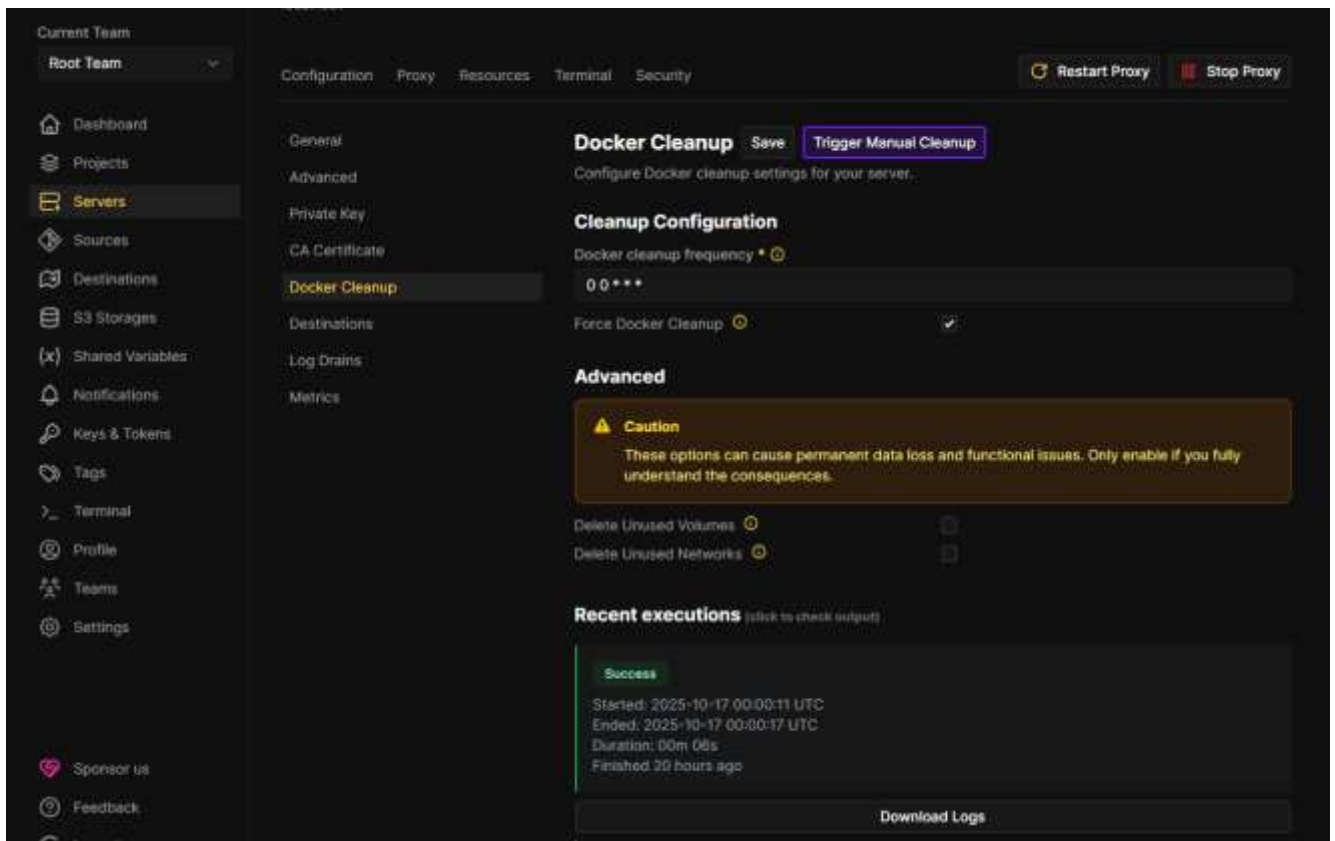 Current Team
Root Team
Dashboard
Projects
Servers
Sources
Destinations
S3 Storages
Shared Variables
Notifications
Keys & Tokens
Tags
Terminal
Profile
Teams
Settings
Sponsor us
Feedback
Configuration Proxy Resources Terminal Security
Restart Proxy Stop Proxy
General
Advanced
Private Key
CA Certificate
Docker Cleanup
Destinations
Log Drains
Metrics
Docker Cleanup Save Trigger Manual Cleanup
Configure Docker cleanup settings for your server.
Cleanup Configuration
Docker cleanup frequency *
0 0 * * *
Force Docker Cleanup
Advanced
Caution
These options can cause permanent data loss and functional issues. Only enable if you fully
understand the consequences.
Delete Unused Volumes
Delete Unused Networks
Recent executions (click to check output)
Success
Started: 2025-10-17 00:00:11 UTC
Ended: 2025-10-17 00:00:17 UTC
Duration: 00m 06s
Finished 20 hours ago
Download Logs